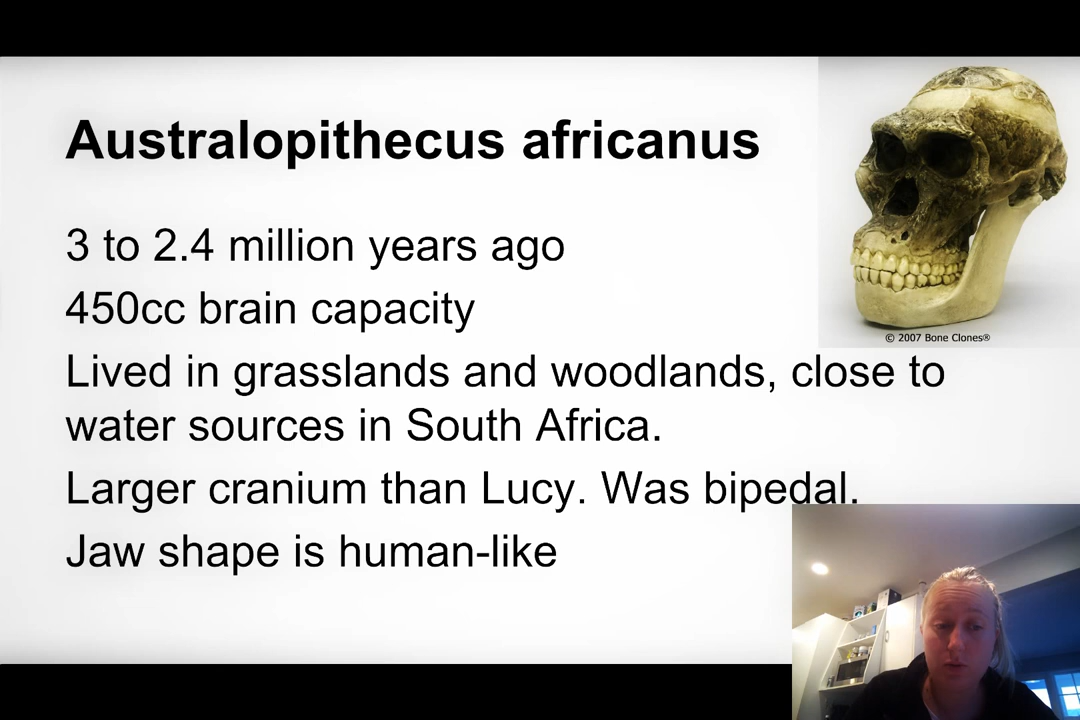 Australopithecus africanus
3 to 2.4 million years ago
450cc brain capacity
Lived in grasslands and woodlands, close to
water sources in South Africa.
Larger cranium than Lucy. Was bipedal.
Jaw shape is human-like
© 2007 Bone Clones®